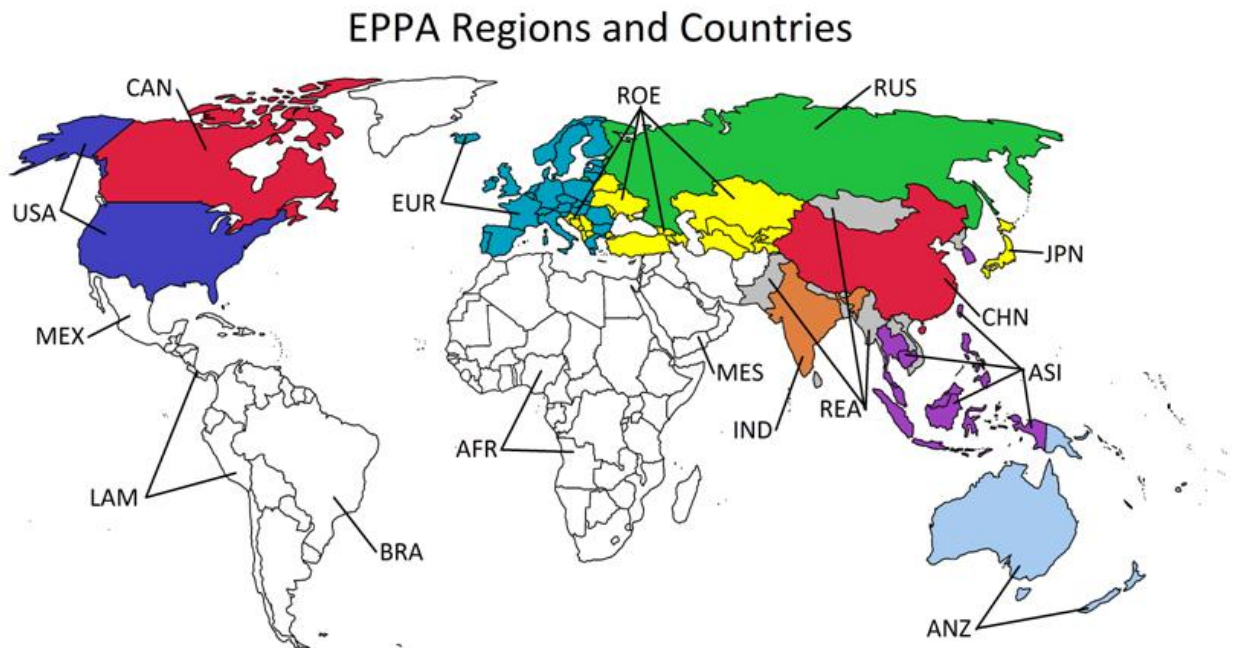 EPPA Regions and Countries
CAN
ROE
RUS
USA
EUR
JPN
MEX
CHN
MES
ASI
REA
IND
AFR
LAM
BRA
ANZ